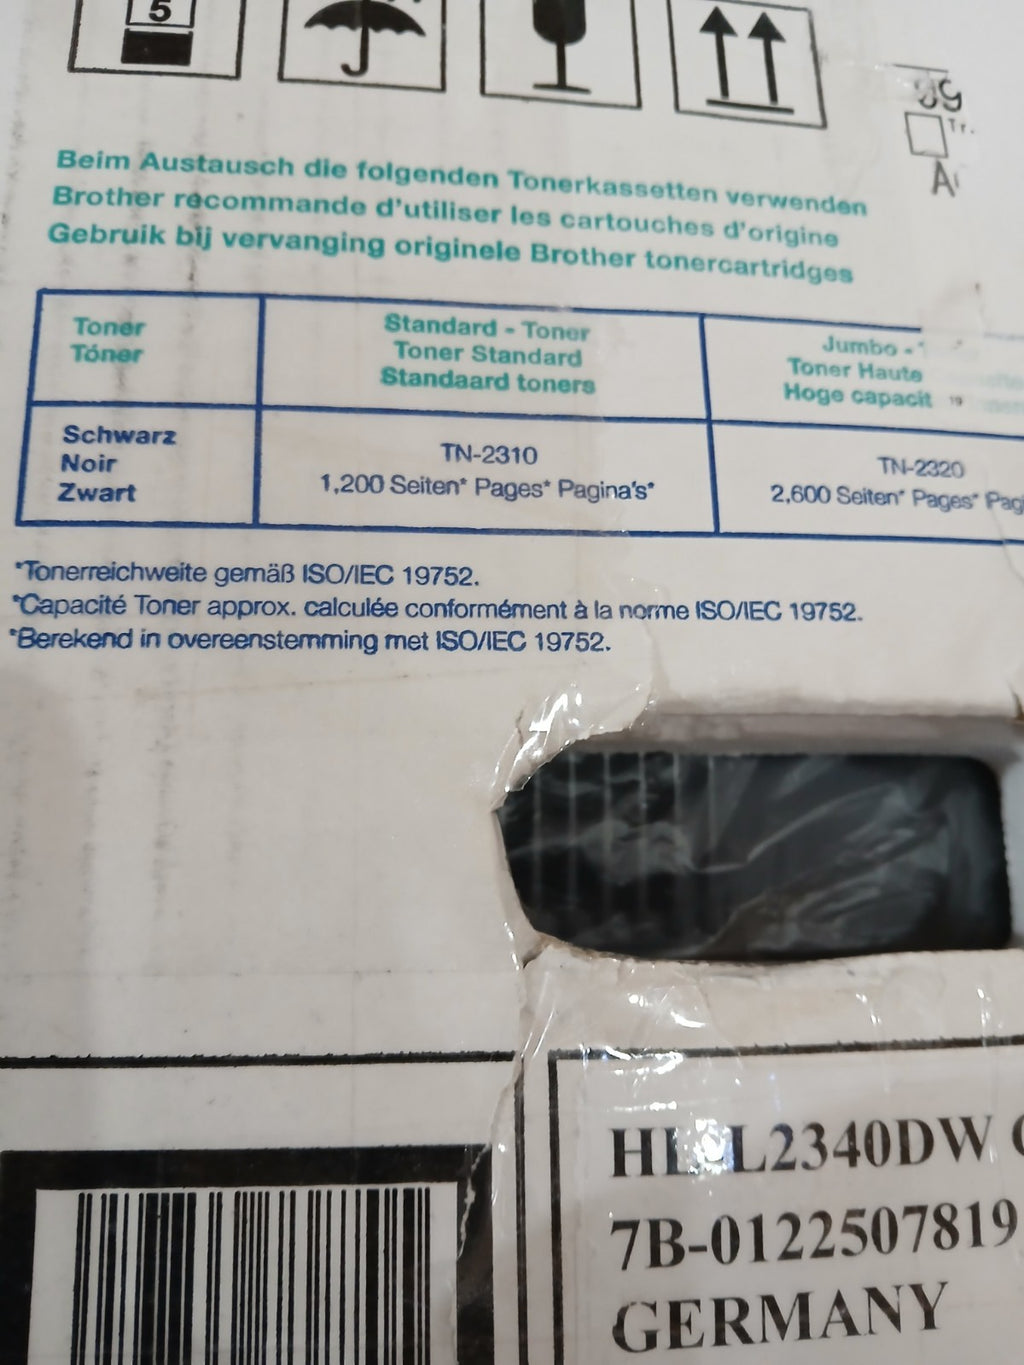 5
Beim Austausch die folgenden Tonerkassetten verwenden
Brother recommande d'utiliser les cartouches d'origine
Gebruik bij vervanging originele Brother tonercartridges
Toner
Tóner
Standard - Toner
Toner Standard
Standaard toners
Jumbo -
Toner Haute
Hoge capacit
Schwarz
Noir
Zwart
TN-2310
1,200 Seiten* Pages* Pagina's*
TN-2320
2,600 Seiten* Pages* Pagi
*Tonerreichweite gemäß ISO/IEC 19752.
*Capacité Toner approx. calculée conformément à la norme ISO/IEC 19752.
*Berekend in overeenstemming met ISO/IEC 19752.
L2340DW
7B-0122507819
GERMANY